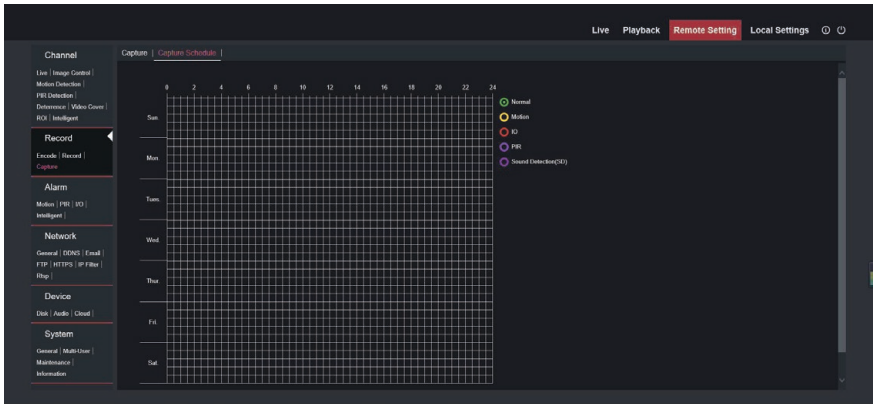 Live Playback Remote Setting Local Settings
Channel
Live | Image Control |
Motion Detection |
PIR Detection |
Deterrence | Video Cover |
ROI | Intelligent
Record
Encode | Record |
Capture
Alarm
Motion | PIR | I/O |
Intelligent |
Network
General | DDNS | Email |
FTP | HTTPS | IP Filter |
Rtsp |
Device
Disk | Audio | Cloud |
System
General | Multi-User |
Maintenance |
Information
Capture | Capture Schedule |
0 2 4 6 8 10 12 14 16 18 20 22 24
Sun.
Mon.
Tues.
Wed.
Thur.
Fri.
Sat.
Normal
Motion
IO
PIR
Sound Detection(SD)